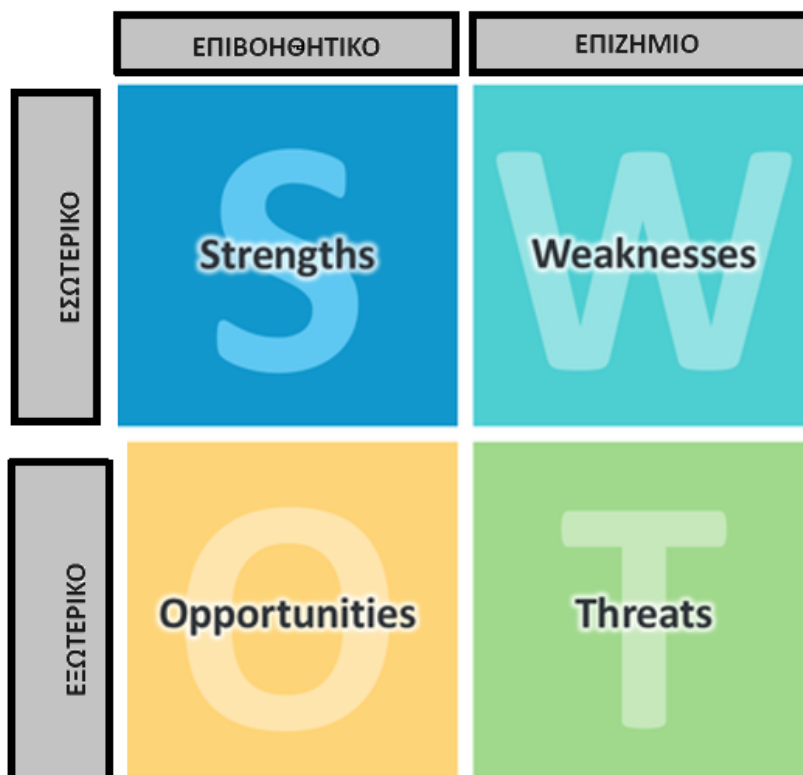 ΕΠΙΒΟΗΘΗΤΙΚΟ
ΕΠΙΖΗΜΙΟ
ΕΣΩΤΕΡΙΚΟ
S
Strengths
W
Weaknesses
ΕΞΩΤΕΡΙΚΟ
O
Opportunities
T
Threats